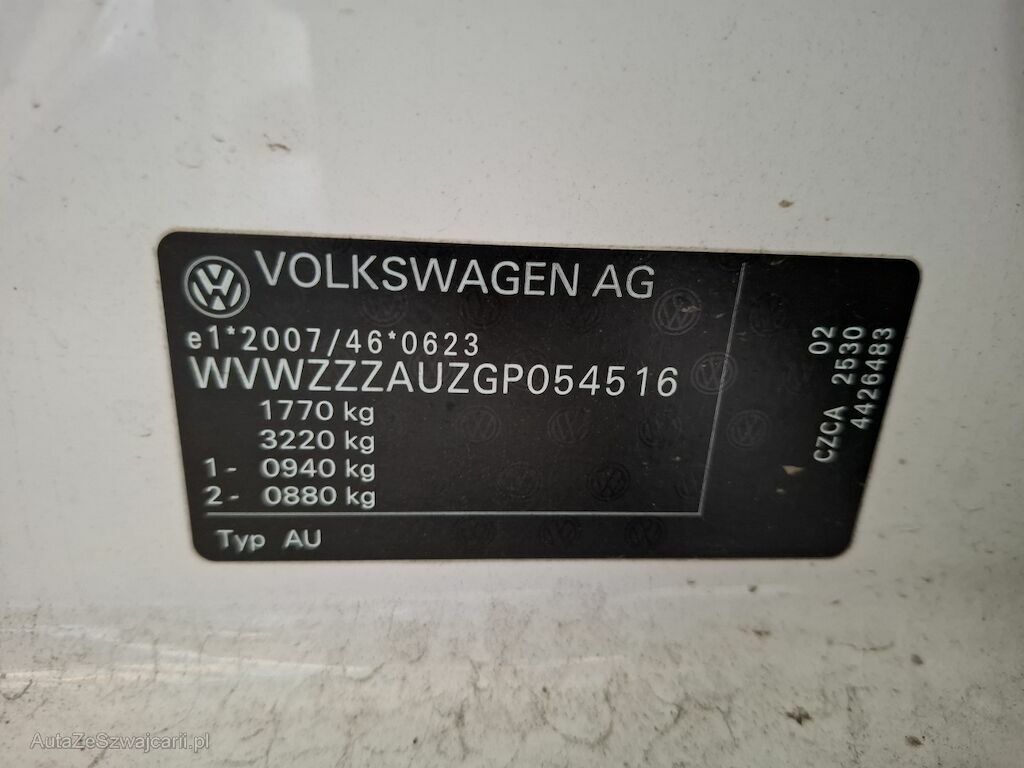 VOLKSWAGEN AG
e1*2007/46*0623
WVWZZZAUZGP054516
1770 kg
3220 kg
1- 0940 kg
2- 0880 kg
Typ AU
02
CZCA 2530
4426483
AutaZeSzwajcarii.pl